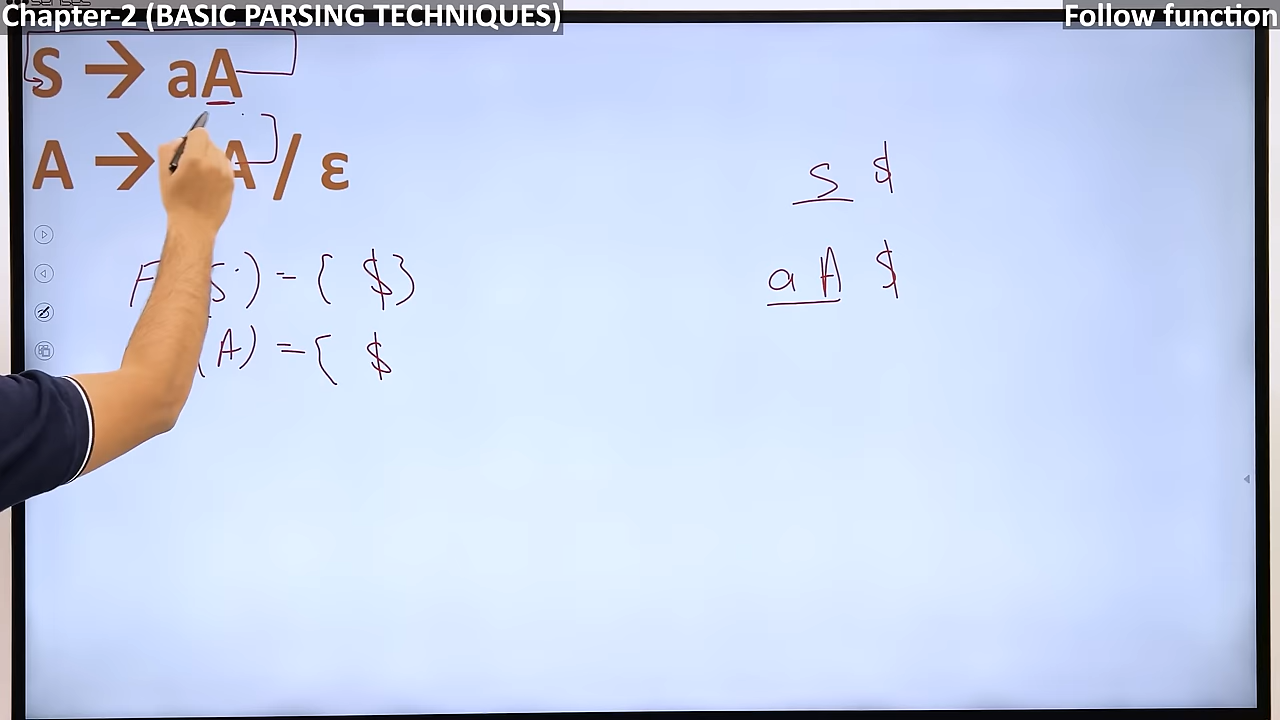 Chapter-2 (BASIC PARSING TECHNIQUES)
Follow function
S → aA
A → A / ε
S $
a A $
F (S) = { $}
(A) = { $